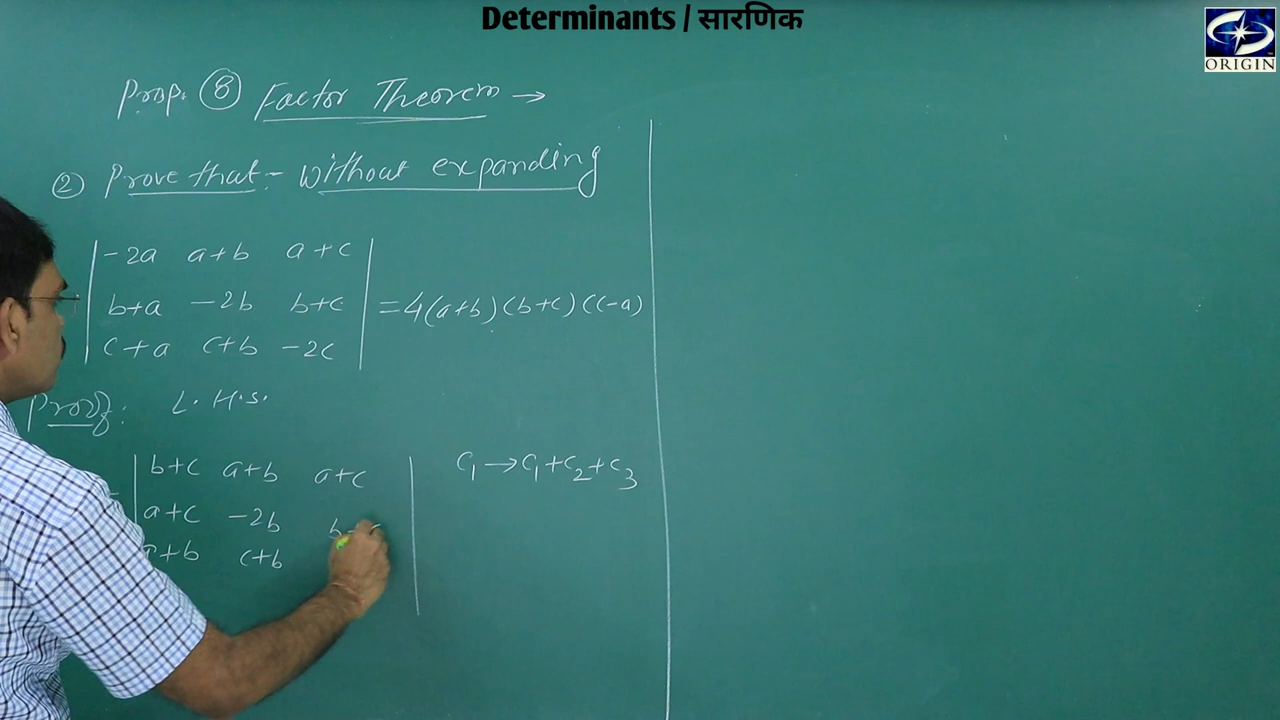 Determinants / सारणिक
ORIGIN
Prop. ⑧ Factor Theorem →
② Prove that:- Without expanding
| -2a a+b a+c |
| b+a -2b b+c | = 4(a+b)(b+c)(c-a)
| c+a c+b -2c |
Proof: L.H.S.
= | b+c a+b a+c | C₁→C₁+C₂+C₃
| a+c -2b
a+b c+b